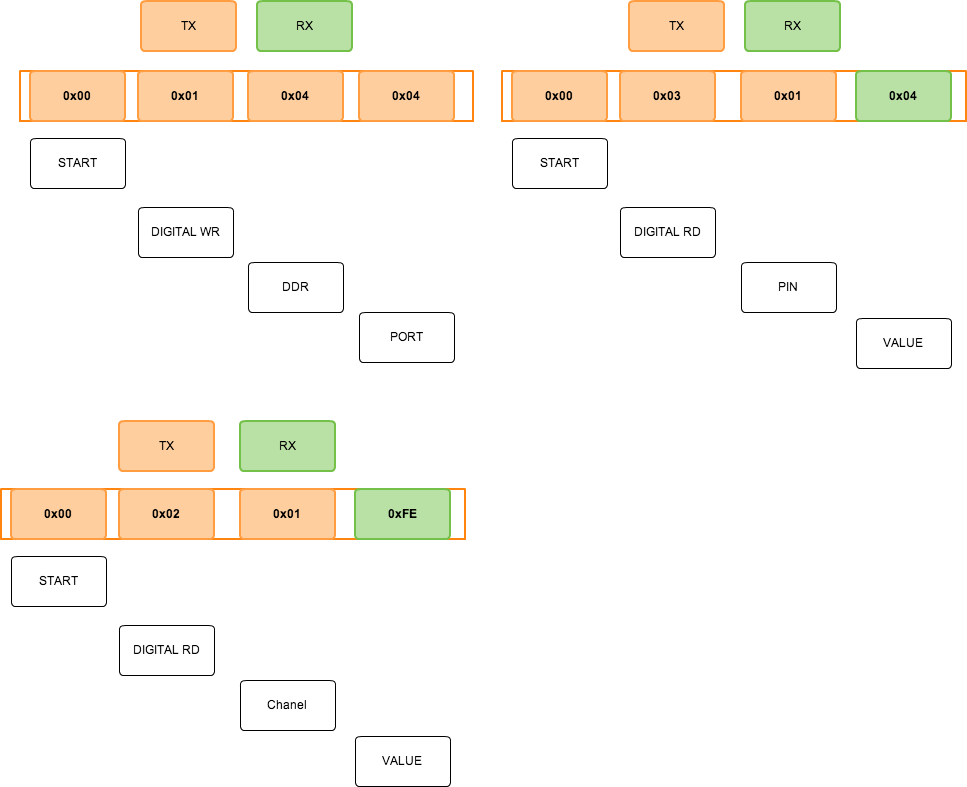 TX
RX
0x00
0x01
0x04
0x04
START
DIGITAL WR
DDR
PORT
TX
RX
0x00
0x03
0x01
0x04
START
DIGITAL RD
PIN
VALUE
TX
RX
0x00
0x02
0x01
0xFE
START
DIGITAL RD
Chanel
VALUE